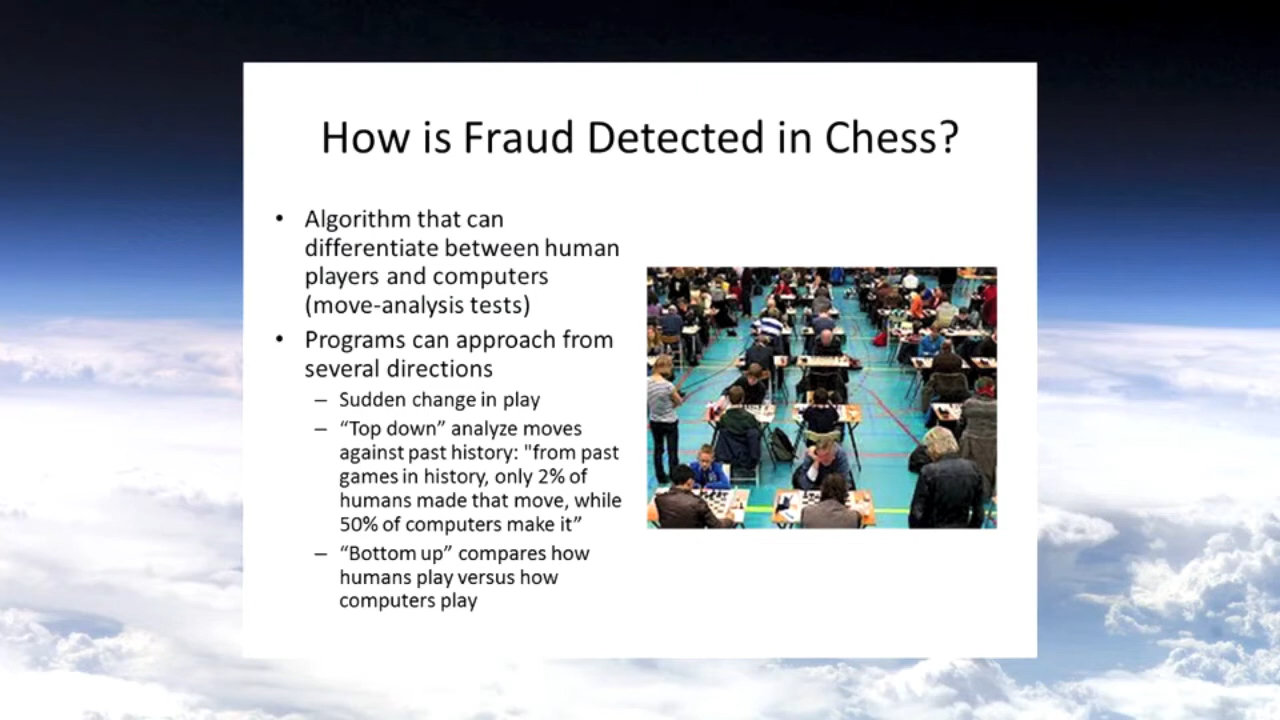 How is Fraud Detected in Chess?
• Algorithm that can
differentiate between human
players and computers
(move-analysis tests)
• Programs can approach from
several directions
– Sudden change in play
– “Top down” analyze moves
against past history: "from past
games in history, only 2% of
humans made that move, while
50% of computers make it”
– “Bottom up” compares how
humans play versus how
computers play